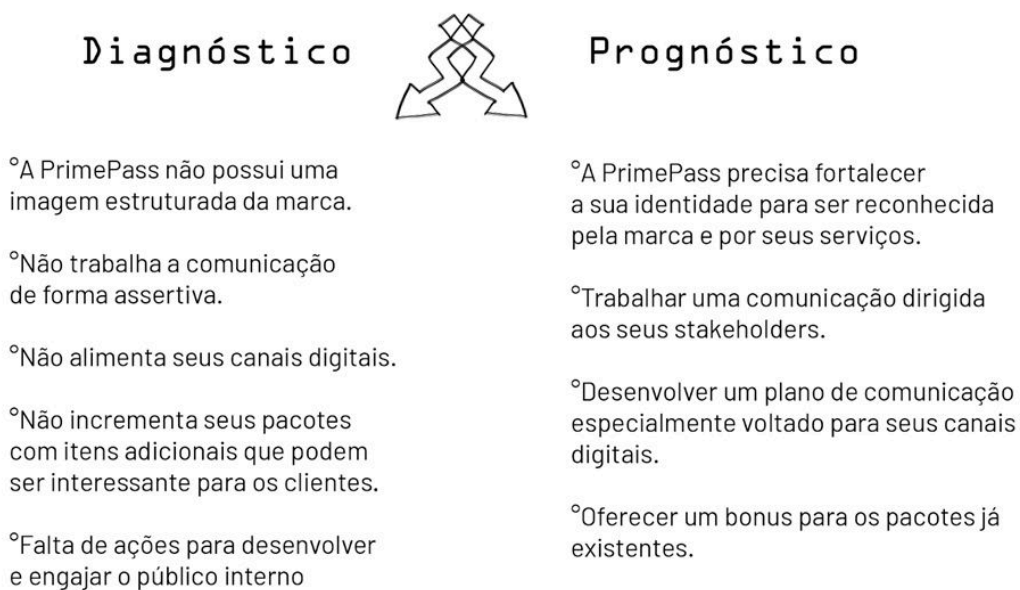 Diagnóstico
°A PrimePass não possui uma
imagem estruturada da marca.
°Não trabalha a comunicação
de forma assertiva.
°Não alimenta seus canais digitais.
°Não incrementa seus pacotes
com itens adicionais que podem
ser interessante para os clientes.
°Falta de ações para desenvolver
e engajar o público interno
Prognóstico
°A PrimePass precisa fortalecer
a sua identidade para ser reconhecida
pela marca e por seus serviços.
°Trabalhar uma comunicação dirigida
aos seus stakeholders.
°Desenvolver um plano de comunicação
especialmente voltado para seus canais
digitais.
°Oferecer um bonus para os pacotes já
existentes.